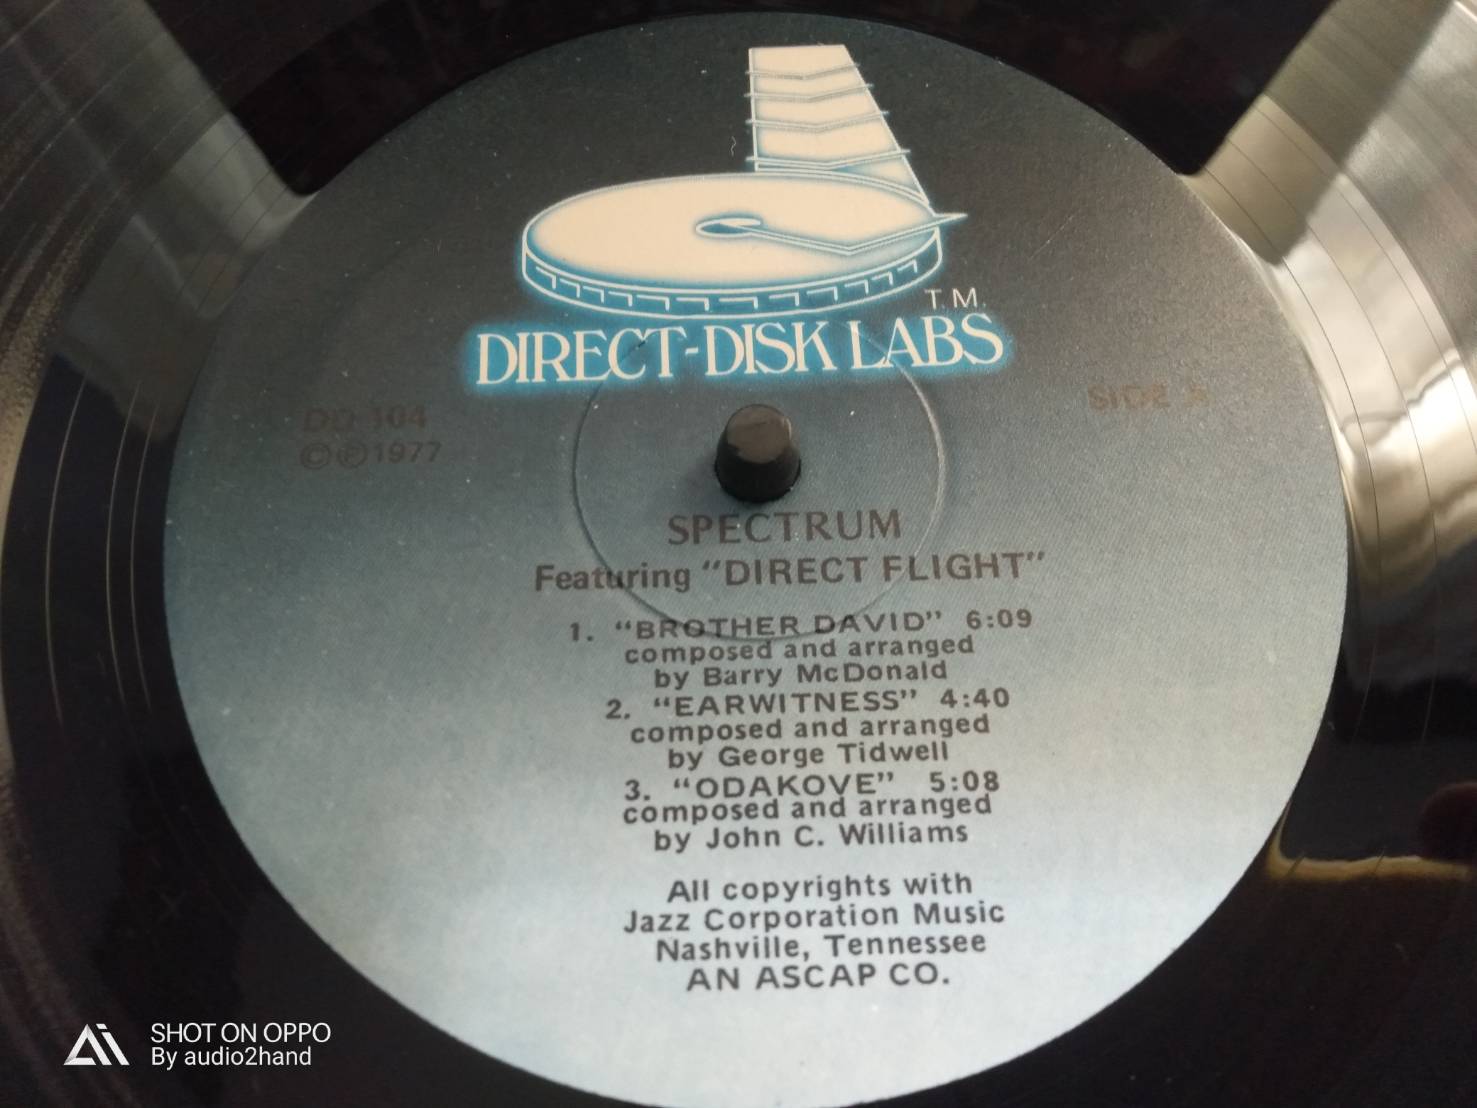 T.M.
DIRECT-DISK LABS
DD 104
SIDE A
©℗1977
SPECTRUM
Featuring "DIRECT FLIGHT"
1. "BROTHER DAVID" 6:09
composed and arranged
by Barry McDonald
2. "EARWITNESS" 4:40
composed and arranged
by George Tidwell
3. "ODAKOVE" 5:08
composed and arranged
by John C. Williams
All copyrights with
Jazz Corporation Music
Nashville, Tennessee
AN ASCAP CO.
SHOT ON OPPO
By audio2hand